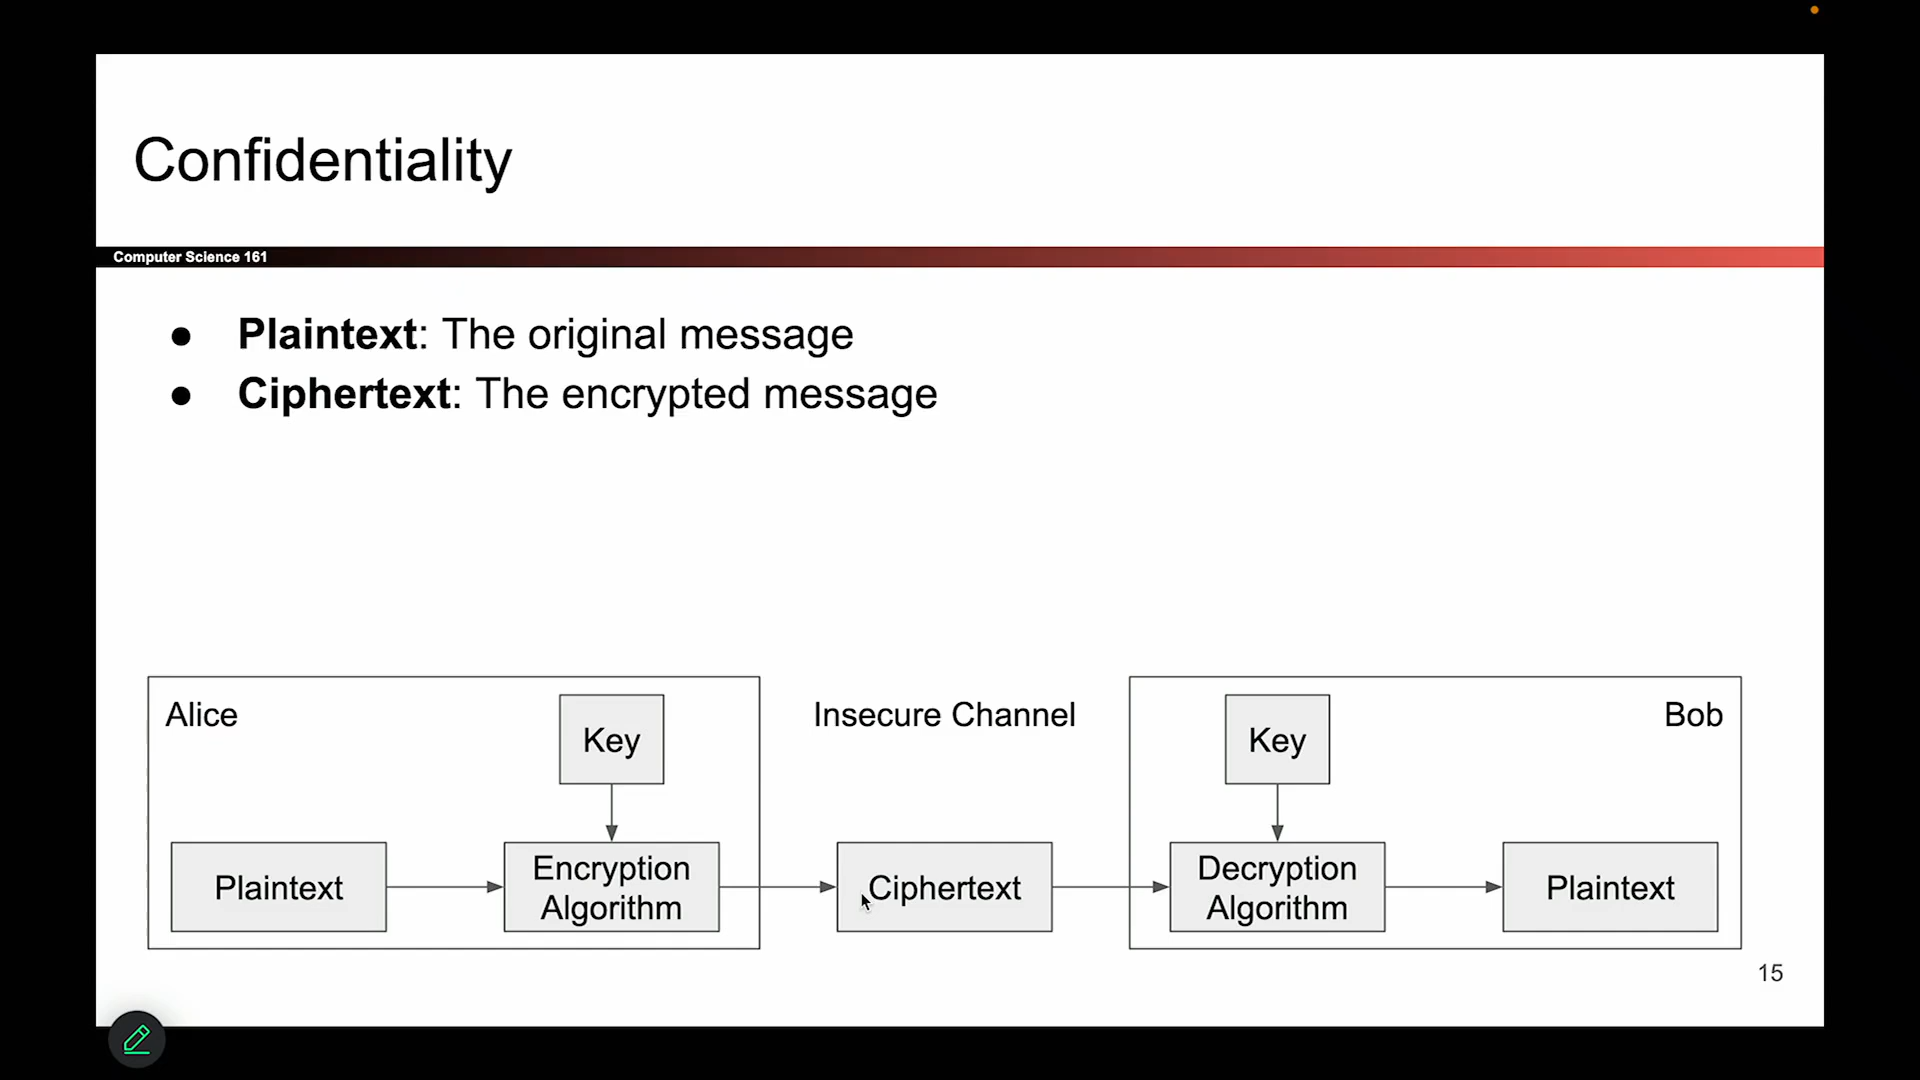 Confidentiality
Computer Science 161
● Plaintext: The original message
● Ciphertext: The encrypted message
Alice
Key
Insecure Channel
Key
Bob
Plaintext
Encryption
Algorithm
Ciphertext
Decryption
Algorithm
Plaintext
15